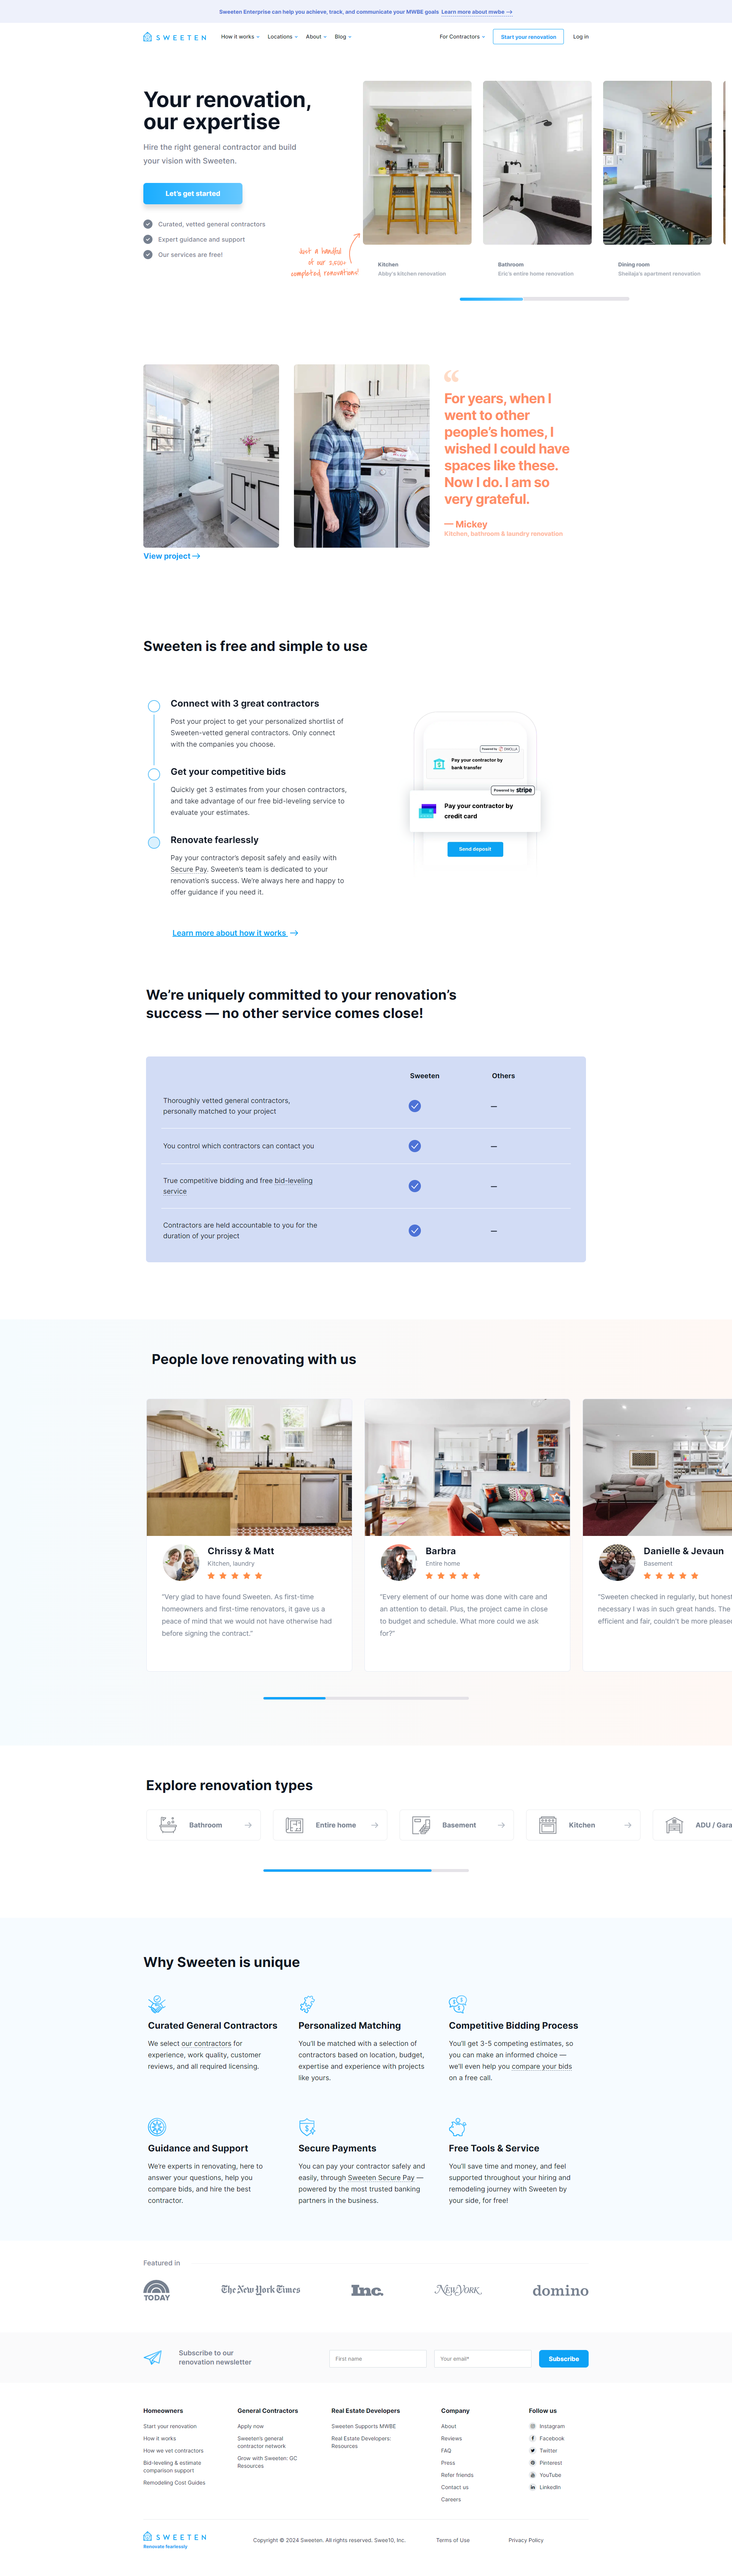 Sweeten Enterprise can help you achieve, track, and communicate your MWBE goals Learn more about mwbe →
SWEETEN How it works Locations About Blog For Contractors Start your renovation Log in
Your renovation,
our expertise
Hire the right general contractor and build
your vision with Sweeten.
Let's get started
Curated, vetted general contractors
Expert guidance and support
Our services are free!
Just a handful
of our 2,600+
completed renovations!
Kitchen
Abby's kitchen renovation
Bathroom
Eric's entire home renovation
Dining room
Shailaja's apartment renovation
View project →
“
For years, when I
went to other
people's homes, I
wished I could have
spaces like these.
Now I do. I am so
very grateful.
— Mickey
Kitchen, bathroom & laundry renovation
Sweeten is free and simple to use
Connect with 3 great contractors
Post your project to get your personalized shortlist of
Sweeten-vetted general contractors. Only connect
with the companies you choose.
Get your competitive bids
Quickly get 3 estimates from your chosen contractors,
and take advantage of our free bid-leveling service to
evaluate your estimates.
Renovate fearlessly
Pay your contractor's deposit safely and easily with
Secure Pay. Sweeten's team is dedicated to your
renovation's success. We're always here and happy to
offer guidance if you need it.
Powered by DWOLLA
Pay your contractor by
bank transfer
Powered by stripe
Pay your contractor by
credit card
Send deposit
Learn more about how it works →
We're uniquely committed to your renovation's
success — no other service comes close!
Sweeten Others
Thoroughly vetted general contractors,
personally matched to your project
—
You control which contractors can contact you —
True competitive bidding and free bid-leveling
service
—
Contractors are held accountable to you for the
duration of your project
—
People love renovating with us
Chrissy & Matt
Kitchen, laundry
"Very glad to have found Sweeten. As first-time
homeowners and first-time renovators, it gave us a
peace of mind that we would not have otherwise had
before signing the contract."
Barbra
Entire home
"Every element of our home was done with care and
an attention to detail. Plus, the project came in close
to budget and schedule. What more could we ask
for?"
Danielle & Jevaun
Basement
"Sweeten checked in regularly, but honest
necessary I was in such great hands. The
efficient and fair, couldn't be more please
Explore renovation types
Bathroom → Entire home → Basement → Kitchen → ADU / Gara
Why Sweeten is unique
Curated General Contractors
We select our contractors for
experience, work quality, customer
reviews, and all required licensing.
Personalized Matching
You'll be matched with a selection of
contractors based on location, budget,
expertise and experience with projects
like yours.
Competitive Bidding Process
You'll get 3-5 competing estimates, so
you can make an informed choice —
we'll even help you compare your bids
on a free call.
Guidance and Support
We're experts in renovating, here to
answer your questions, help you
compare bids, and hire the best
contractor.
Secure Payments
You can pay your contractor safely and
easily, through Sweeten Secure Pay —
powered by the most trusted banking
partners in the business.
Free Tools & Service
You'll save time and money, and feel
supported throughout your hiring and
remodeling journey with Sweeten by
your side, for free!
Featured in
TODAY The New York Times Inc. NEW YORK domino
Subscribe to our
renovation newsletter
First name Your email* Subscribe
Homeowners
Start your renovation
How it works
How we vet contractors
Bid-leveling & estimate
comparison support
Remodeling Cost Guides
General Contractors
Apply now
Sweeten's general
contractor network
Grow with Sweeten: GC
Resources
Real Estate Developers
Sweeten Supports MWBE
Real Estate Developers:
Resources
Company
About
Reviews
FAQ
Press
Refer friends
Contact us
Careers
Follow us
Instagram
Facebook
Twitter
Pinterest
YouTube
LinkedIn
SWEETEN
Renovate fearlessly
Copyright © 2024 Sweeten. All rights reserved. Swee10, Inc. Terms of Use Privacy Policy